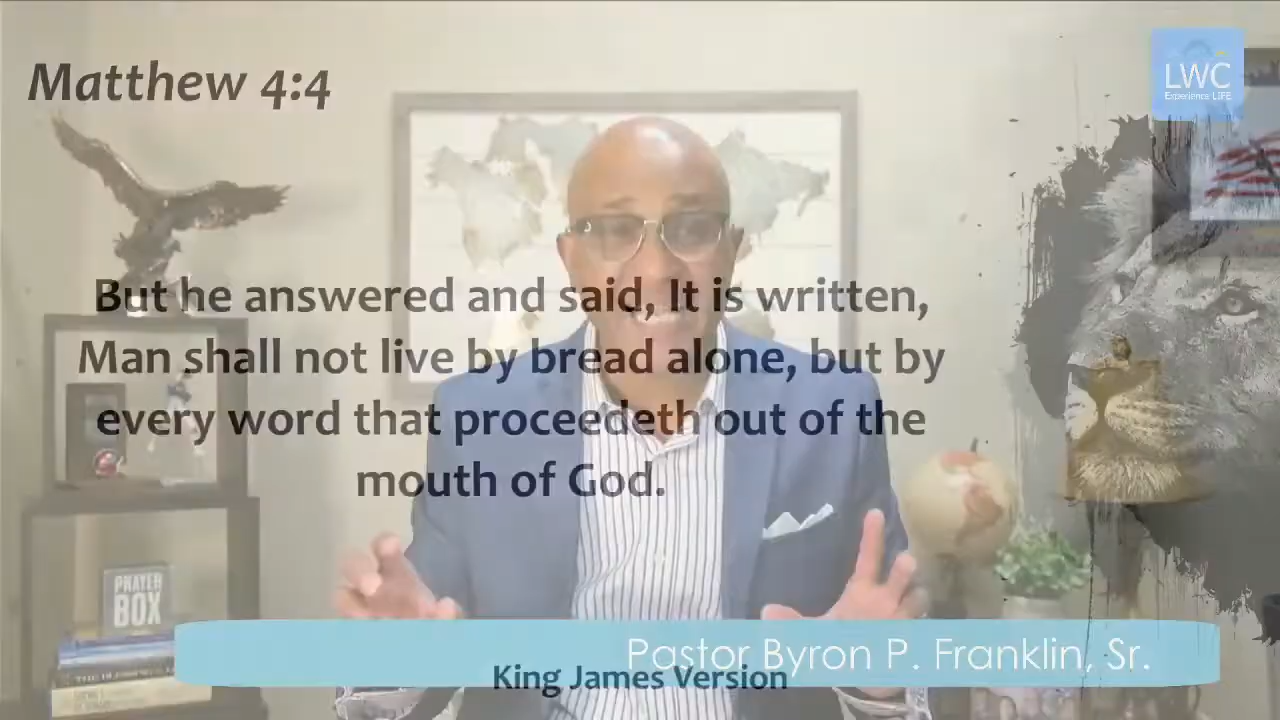 Matthew 4:4
LWC
Experience LIFE
But he answered and said, It is written,
Man shall not live by bread alone, but by
every word that proceedeth out of the
mouth of God.
PRAYER
BOX
Pastor Byron P. Franklin, Sr.
King James Version